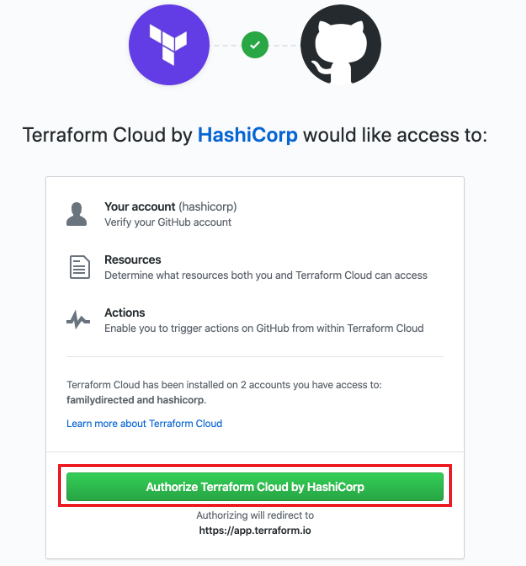 Terraform Cloud by HashiCorp would like access to:
Your account (hashicorp)
Verify your GitHub account
Resources
Determine what resources both you and Terraform Cloud can access
Actions
Enable you to trigger actions on GitHub from within Terraform Cloud
Terraform Cloud has been installed on 2 accounts you have access to:
familydirected and hashicorp.
Learn more about Terraform Cloud
Authorize Terraform Cloud by HashiCorp
Authorizing will redirect to
https://app.terraform.io